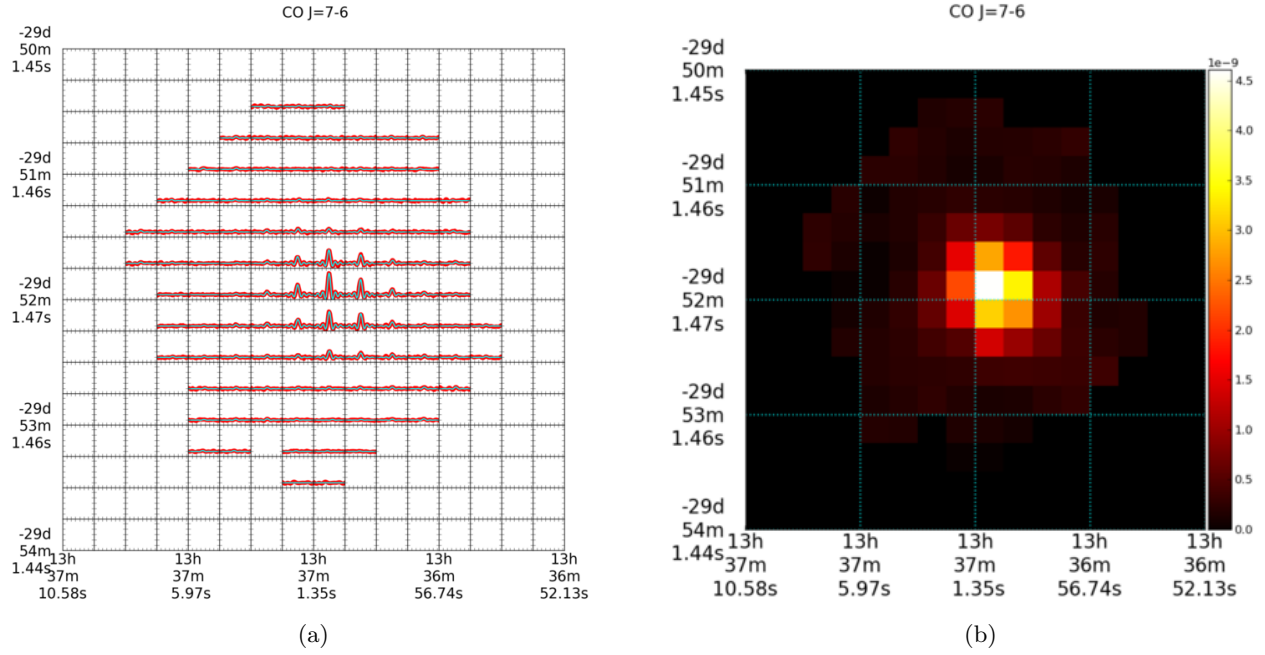 CO J=7-6
-29d
50m
1.45s
-29d
51m
1.46s
-29d
52m
1.47s
-29d
53m
1.46s
-29d
54m
1.44s
13h
37m
10.58s
13h
37m
5.97s
13h
37m
1.35s
13h
36m
56.74s
13h
36m
52.13s
(a)
CO J=7-6
-29d
50m
1.45s
-29d
51m
1.46s
-29d
52m
1.47s
-29d
53m
1.46s
-29d
54m
1.44s
13h
37m
10.58s
13h
37m
5.97s
13h
37m
1.35s
13h
36m
56.74s
13h
36m
52.13s
1e−9
4.5
4.0
3.5
3.0
2.5
2.0
1.5
1.0
0.5
0.0
(b)